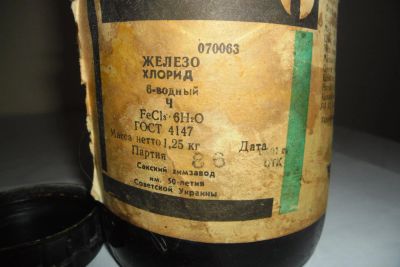 070063
ЖЕЛЕЗО
ХЛОРИД
6-водный
Ч
FeCl₃·6H₂O
ГОСТ 4147
Масса нетто 1,25 кг
Партия 86 Дата
ОТК
Сакский химзавод
им. 50-летия
Советской Украины